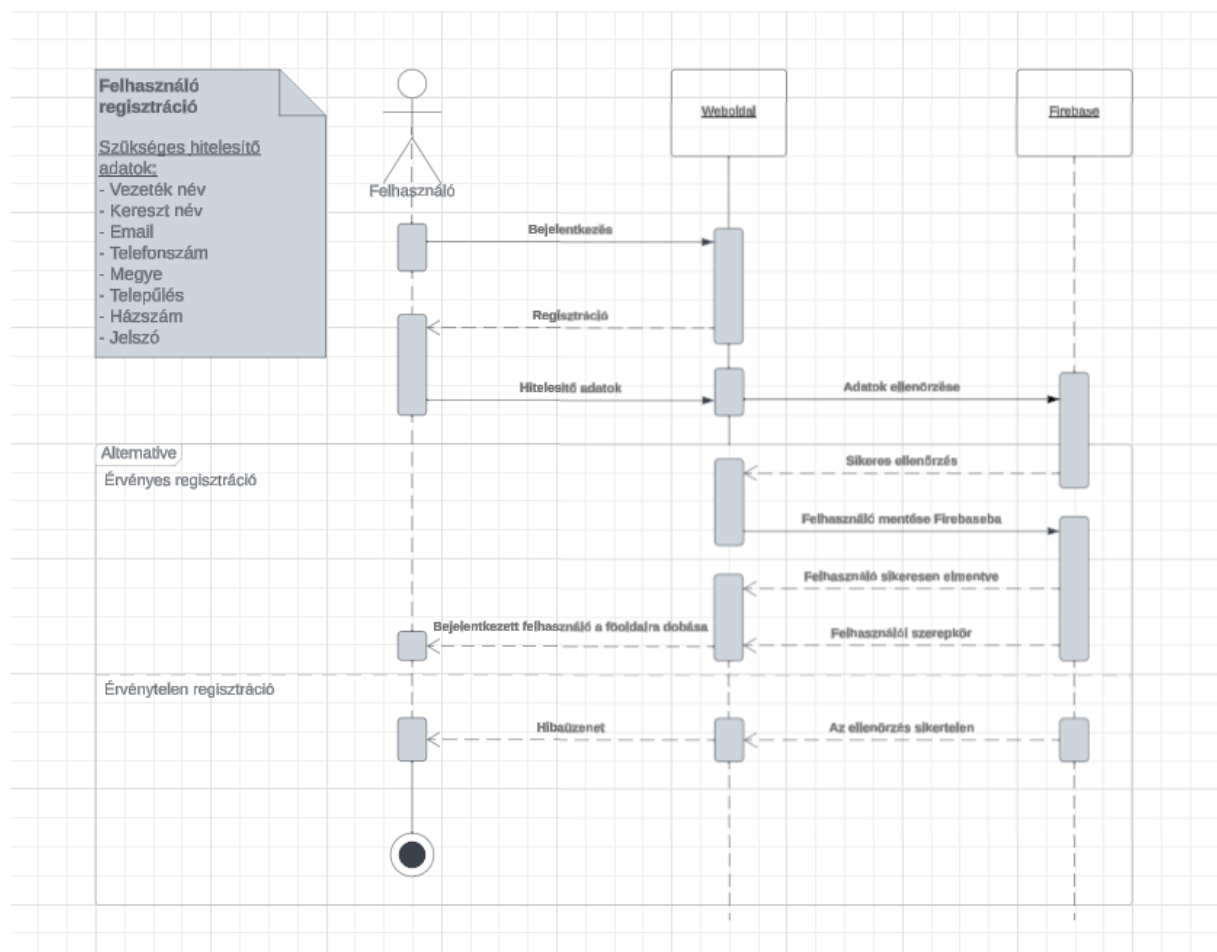 Felhasználó
regisztráció
Szükséges hitelesítő
adatok:
- Vezeték név
- Kereszt név
- Email
- Telefonszám
- Megye
- Település
- Házszám
- Jelszó
Felhasználó
Weboldal
Firebase
Bejelentkezés
Regisztráció
Hitelesítő adatok
Adatok ellenőrzése
Alternative
Érvényes regisztráció
Sikeres ellenőrzés
Felhasználó mentése Firebaseba
Felhasználó sikeresen elmentve
Bejelentkezett felhasználó a főoldalra dobása
Felhasználói szerepkör
Érvénytelen regisztráció
Hibaüzenet
Az ellenőrzés sikertelen